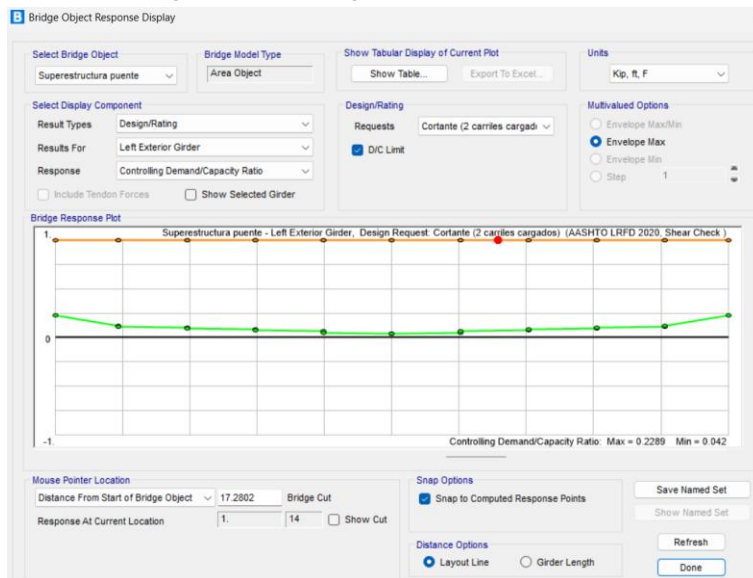 B Bridge Object Response Display
Select Bridge Object
Superestructura puente
Bridge Model Type
Area Object
Show Tabular Display of Current Plot
Show Table...
Export To Excel...
Units
Kip, ft, F
Select Display Component
Result Types
Design/Rating
Results For
Left Exterior Girder
Response
Controlling Demand/Capacity Ratio
Include Tendon Forces
Show Selected Girder
Design/Rating
Requests
Cortante (2 carriles cargad
D/C Limit
Multivalued Options
Envelope Max/Min
Envelope Max
Envelope Min
Step
1
Bridge Response Plot
1.
Superestructura puente - Left Exterior Girder, Design Request: Cortante (2 carriles cargados) (AASHTO LRFD 2020, Shear Check )
0
-1.
Controlling Demand/Capacity Ratio: Max = 0.2289 Min = 0.042
Mouse Pointer Location
Distance From Start of Bridge Object
17.2802
Bridge Cut
Response At Current Location
1.
14
Show Cut
Snap Options
Snap to Computed Response Points
Distance Options
Layout Line
Girder Length
Save Named Set
Show Named Set
Refresh
Done